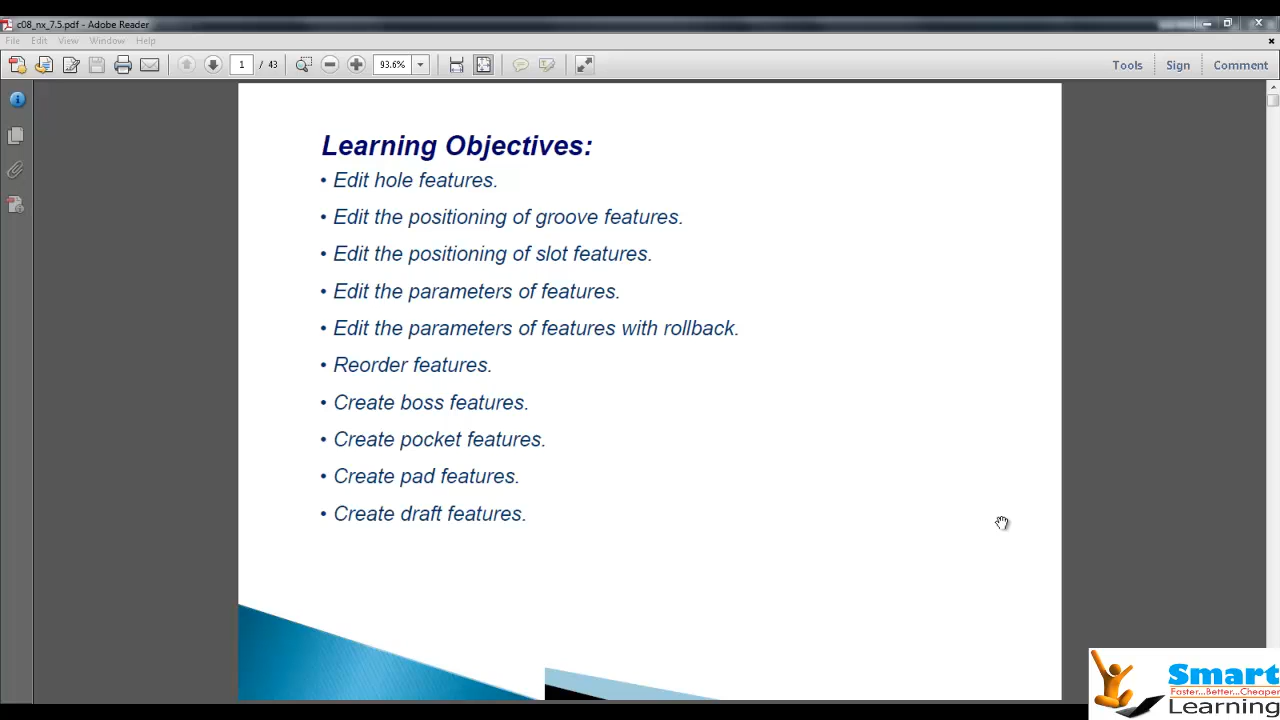 c08_nx_7.5.pdf - Adobe Reader
File Edit View Window Help
1 / 43 93.6% Tools Sign Comment
Learning Objectives:
• Edit hole features.
• Edit the positioning of groove features.
• Edit the positioning of slot features.
• Edit the parameters of features.
• Edit the parameters of features with rollback.
• Reorder features.
• Create boss features.
• Create pocket features.
• Create pad features.
• Create draft features.
Smart
Faster...Better...Cheaper
Learning